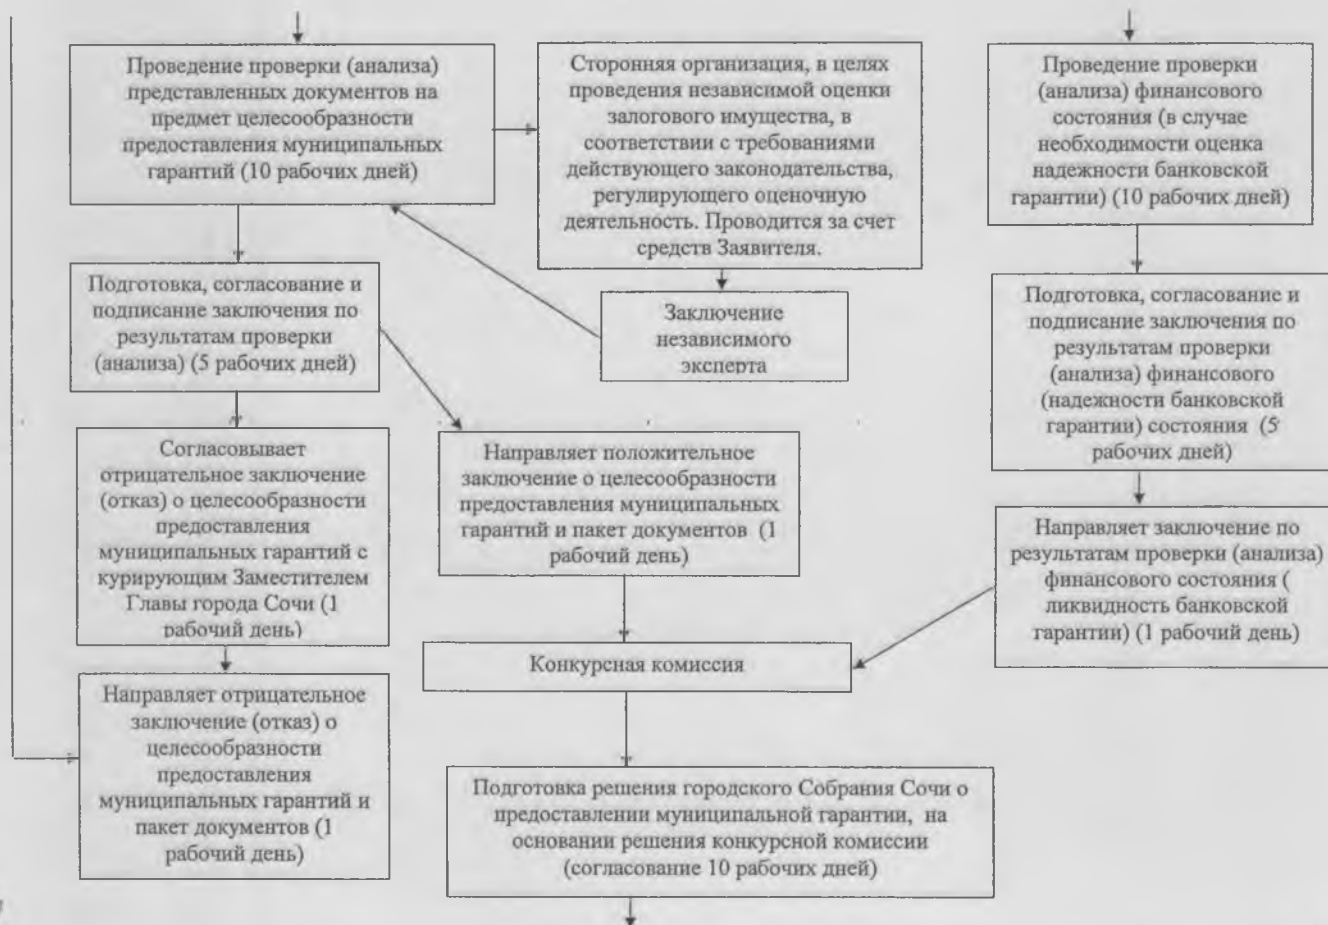 Проведение проверки (анализа)
представленных документов на
предмет целесообразности
предоставления муниципальных
гарантий (10 рабочих дней)
Сторонняя организация, в целях
проведения независимой оценки
залогового имущества, в
соответствии с требованиями
действующего законодательства,
регулирующего оценочную
деятельность. Проводится за счет
средств Заявителя.
Проведение проверки
(анализа) финансового
состояния (в случае
необходимости оценка
надежности банковской
гарантии) (10 рабочих дней)
Подготовка, согласование и
подписание заключения по
результатам проверки
(анализа) (5 рабочих дней)
Заключение
независимого
эксперта
Подготовка, согласование и
подписание заключения по
результатам проверки
(анализа) финансового
(надежности банковской
гарантии) состояния (5
рабочих дней)
Согласовывает
отрицательное заключение
(отказ) о целесообразности
предоставления
муниципальных гарантий с
курирующим Заместителем
Главы города Сочи (1
рабочий день)
Направляет положительное
заключение о целесообразности
предоставления муниципальных
гарантий и пакет документов (1
рабочий день)
Направляет заключение по
результатам проверки (анализа)
финансового состояния (
ликвидность банковской
гарантии) (1 рабочий день)
Конкурсная комиссия
Направляет отрицательное
заключение (отказ) о
целесообразности
предоставления
муниципальных гарантий и
пакет документов (1
рабочий день)
Подготовка решения городского Собрания Сочи о
предоставлении муниципальной гарантии, на
основании решения конкурсной комиссии
(согласование 10 рабочих дней)